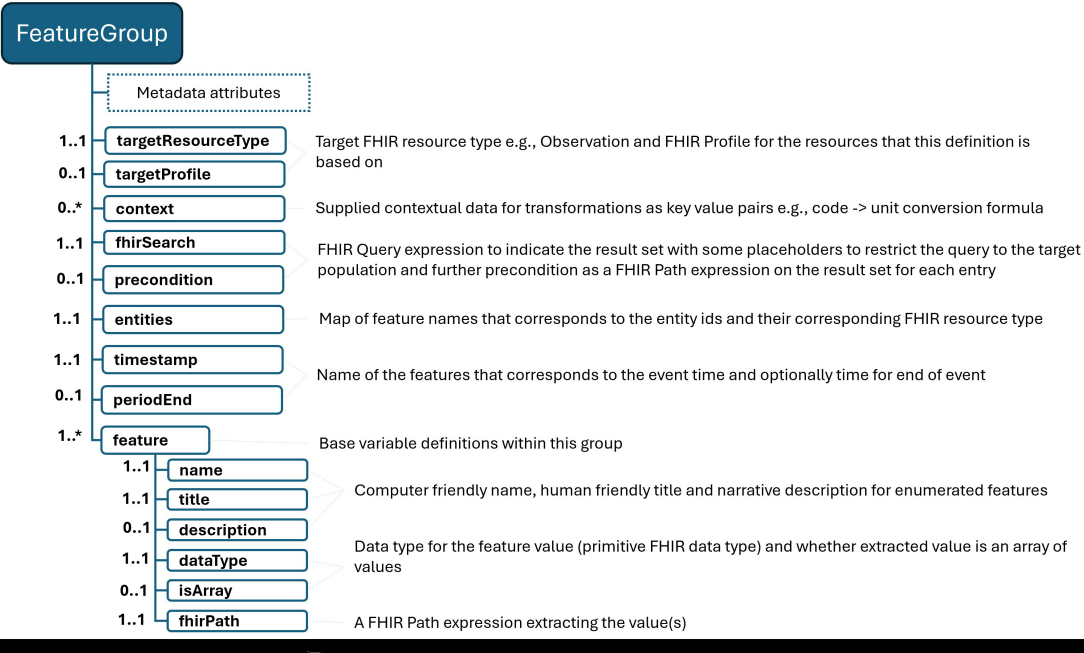 FeatureGroup
Metadata attributes
1..1 targetResourceType
Target FHIR resource type e.g., Observation and FHIR Profile for the resources that this definition is
based on
0..1 targetProfile
0..* context
Supplied contextual data for transformations as key value pairs e.g., code -> unit conversion formula
1..1 fhirSearch
FHIR Query expression to indicate the result set with some placeholders to restrict the query to the target
population and further precondition as a FHIR Path expression on the result set for each entry
0..1 precondition
1..1 entities
Map of feature names that corresponds to the entity ids and their corresponding FHIR resource type
1..1 timestamp
Name of the features that corresponds to the event time and optionally time for end of event
0..1 periodEnd
1..* feature
Base variable definitions within this group
1..1 name
1..1 title
Computer friendly name, human friendly title and narrative description for enumerated features
0..1 description
1..1 dataType
Data type for the feature value (primitive FHIR data type) and whether extracted value is an array of
values
0..1 isArray
1..1 fhirPath
A FHIR Path expression extracting the value(s)